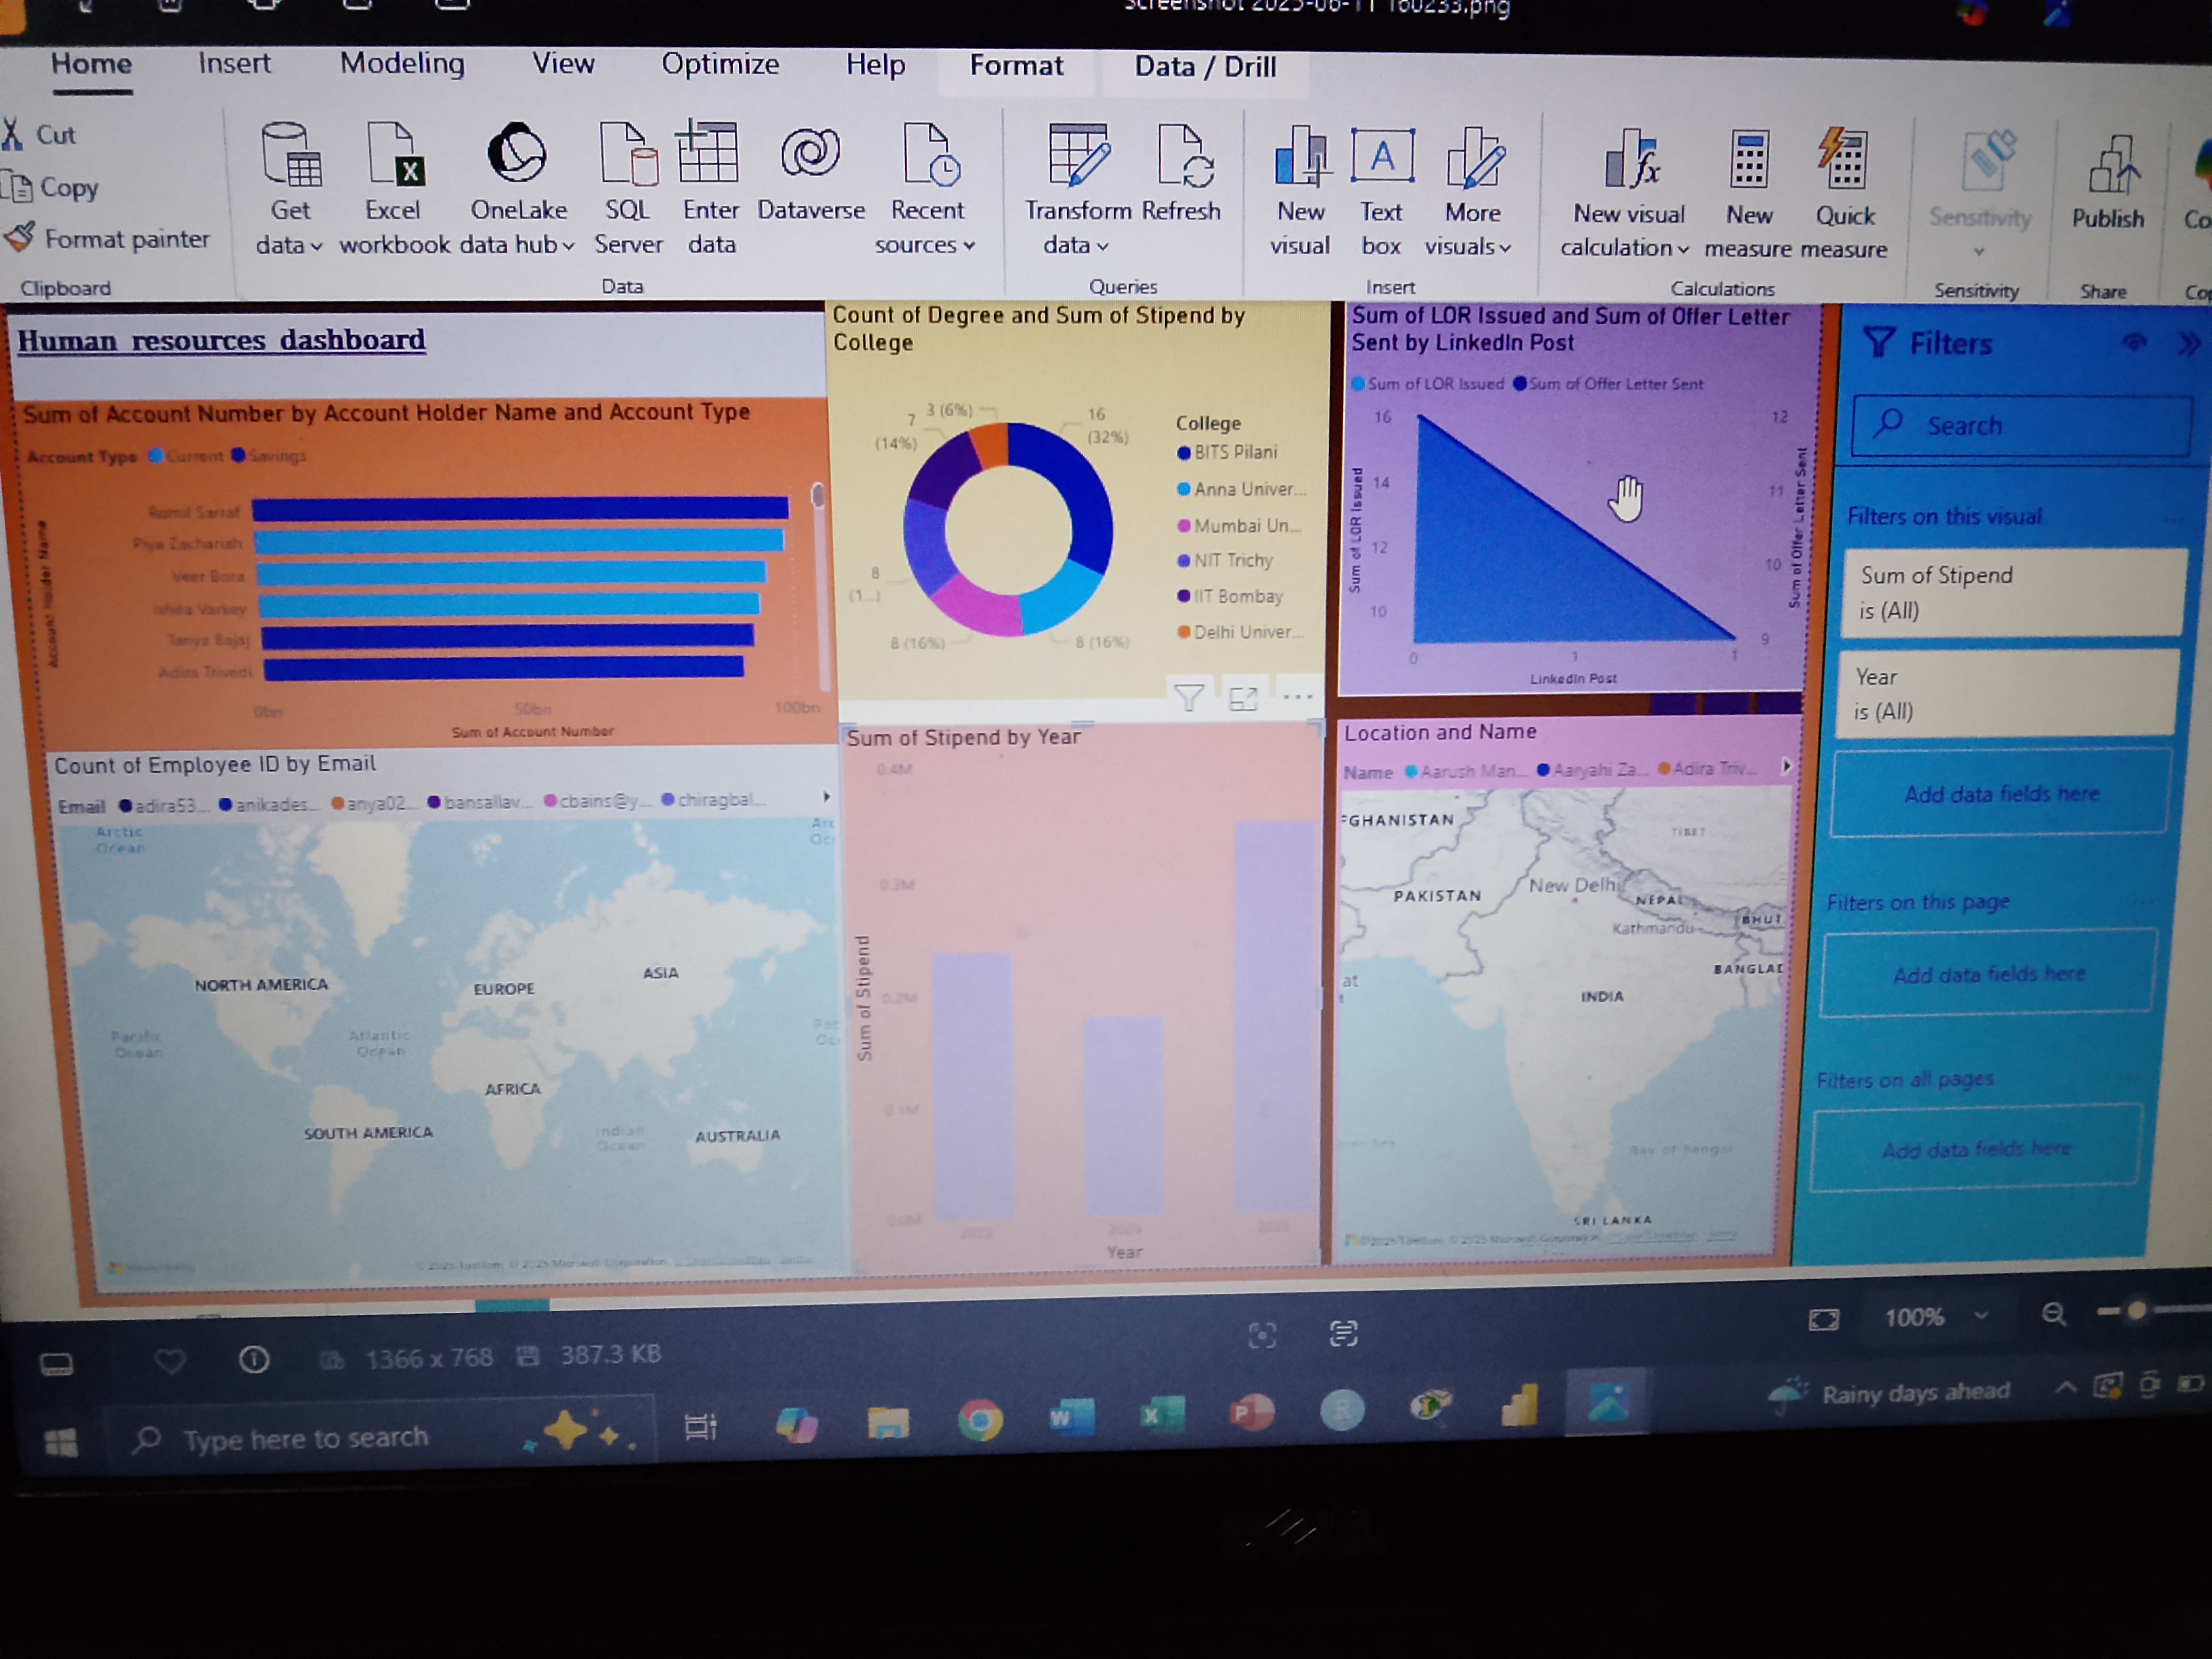 Home Insert Modeling View Optimize Help Format Data / Drill
Cut
Copy
Format painter
Clipboard
Get data
Excel workbook
OneLake data hub
SQL Server
Enter data
Dataverse
Recent sources
Data
Transform data
Refresh
Queries
New visual
Text box
More visuals
Insert
New visual calculation
New measure
Quick measure
Calculations
Sensitivity
Sensitivity
Publish
Share
Human resources dashboard
Sum of Account Number by Account Holder Name and Account Type
Account Type Current Savings
Account Holder Name
Romil Sarraf
Piya Zachariah
Veer Bora
Ishita Varkey
Tanya Bajaj
Adira Trivedi
0bn 50bn 100bn
Sum of Account Number
Count of Degree and Sum of Stipend by
College
3 (6%)
7
(14%)
16
(32%)
8
(1...)
8 (16%)
8 (16%)
College
BITS Pilani
Anna Univer...
Mumbai Un...
NIT Trichy
IIT Bombay
Delhi Univer...
Sum of LOR Issued and Sum of Offer Letter
Sent by LinkedIn Post
Sum of LOR Issued Sum of Offer Letter Sent
Sum of LOR Issued
16
14
12
10
12
11
10
9
Sum of Offer Letter Sent
0 1 1
LinkedIn Post
Count of Employee ID by Email
Email adira53... anikades... anya02... bansallav... cbains@y... chiragbal...
Arctic
Ocean
NORTH AMERICA
EUROPE
ASIA
Pacific
Ocean
Atlantic
Ocean
AFRICA
SOUTH AMERICA
Indian
Ocean
AUSTRALIA
Sum of Stipend by Year
Sum of Stipend
0.4M
0.3M
0.2M
0.1M
0.0M
2023 2024 2025
Year
Location and Name
Name Aarush Man... Aaryahi Za... Adira Triv...
FGHANISTAN
TIBET
PAKISTAN
New Delhi
NEPAL
Kathmandu
BHUT
BANGLAD
INDIA
Bay of Bengal
SRI LANKA
Filters
Search
Filters on this visual
Sum of Stipend
is (All)
Year
is (All)
Add data fields here
Filters on this page
Add data fields here
Filters on all pages
Add data fields here
1366 x 768 387.3 KB
100%
Type here to search
Rainy days ahead